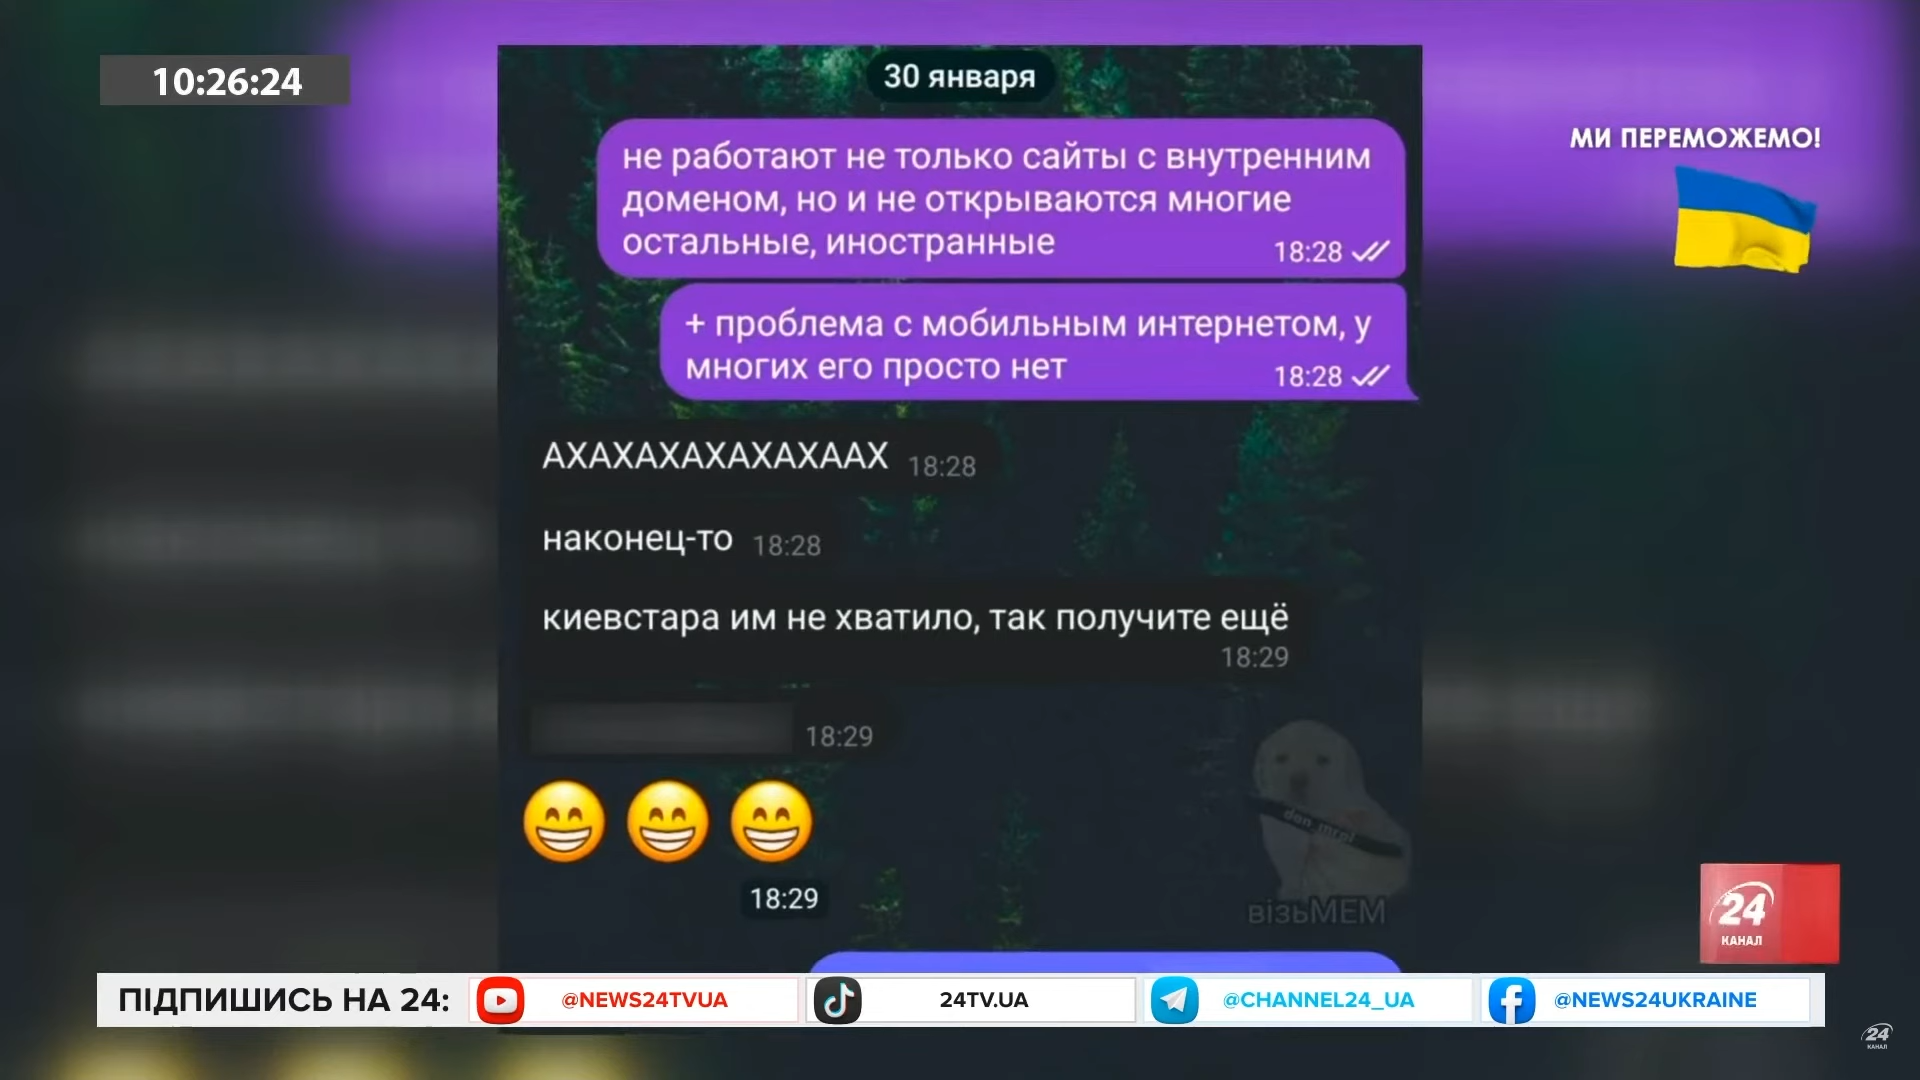 10:26:24
30 января
МИ ПЕРЕМОЖЕМО!
не работают не только сайты с внутренним
доменом, но и не открываются многие
остальные, иностранные
18:28
+ проблема с мобильным интернетом, у
многих его просто нет
18:28
АХАХАХАХАХАХААХ 18:28
наконец-то 18:28
киевстара им не хватило, так получите ещё
18:29
18:29
18:29
візьМЕМ
24
КАНАЛ
ПІДПИШИСЬ НА 24: @NEWS24TVUA 24TV.UA @CHANNEL24_UA @NEWS24UKRAINE
24
КАНАЛ